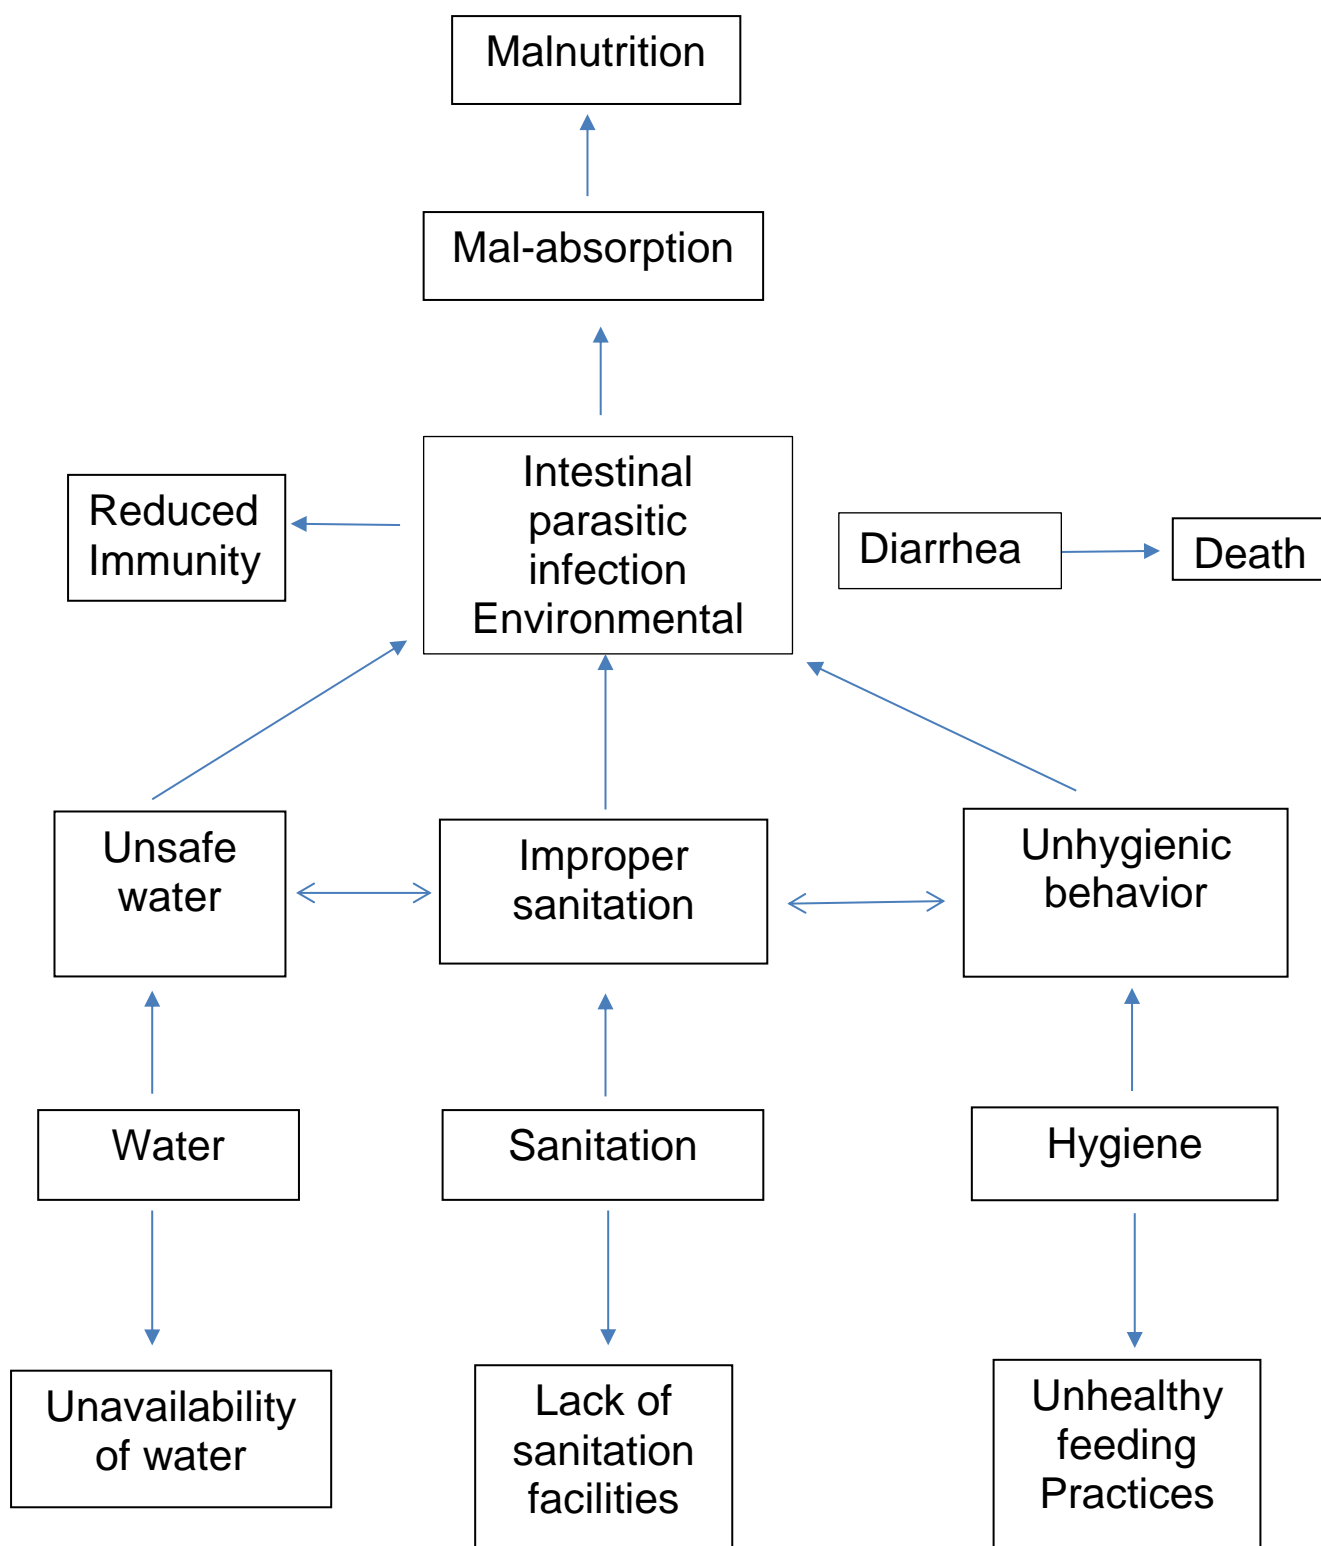 Malnutrition
Mal-absorption
Intestinal
parasitic
infection
Environmental
Reduced
Immunity
Diarrhea
Death
Unsafe
water
Improper
sanitation
Unhygienic
behavior
Water
Sanitation
Hygiene
Unavailability
of water
Lack of
sanitation
facilities
Unhealthy
feeding
Practices